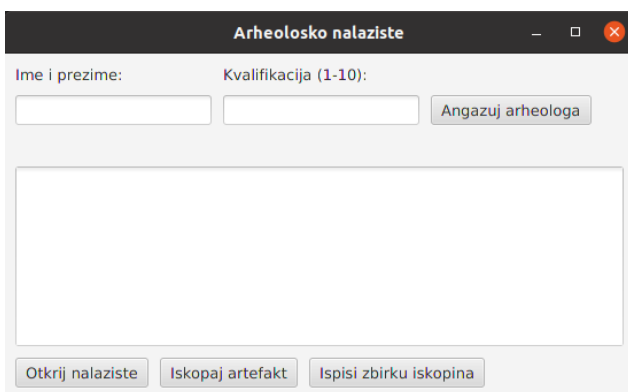 Arheolosko nalaziste
Ime i prezime: Kvalifikacija (1-10):
Angazuj arheologa
Otkrij nalaziste Iskopaj artefakt Ispisi zbirku iskopina